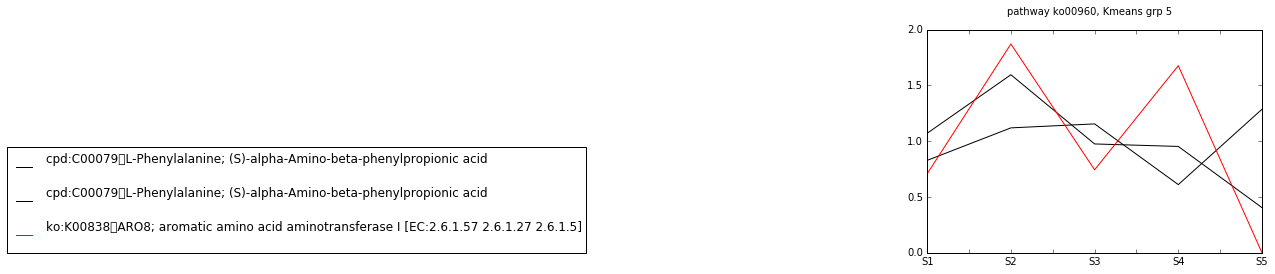 pathway ko00960, Kmeans grp 5
2.0
1.5
1.0
0.5
0.0
S1 S2 S3 S4 S5
cpd:C00079▯L-Phenylalanine; (S)-alpha-Amino-beta-phenylpropionic acid
cpd:C00079▯L-Phenylalanine; (S)-alpha-Amino-beta-phenylpropionic acid
ko:K00838▯ARO8; aromatic amino acid aminotransferase I [EC:2.6.1.57 2.6.1.27 2.6.1.5]